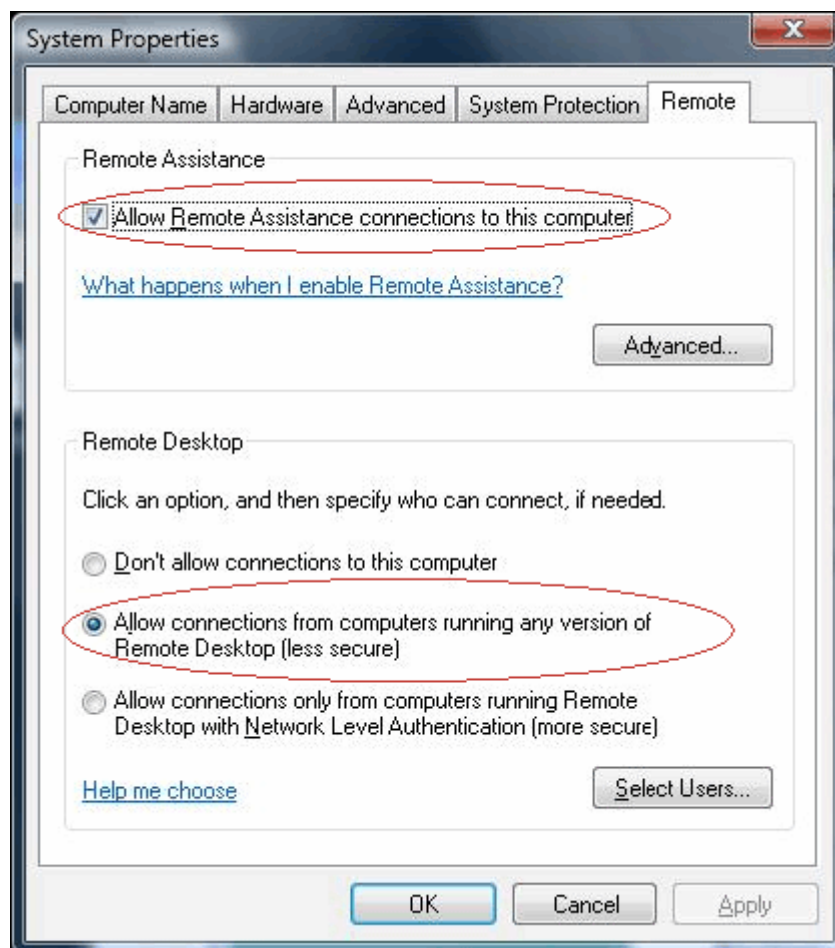 System Properties
X
Computer Name Hardware Advanced System Protection Remote
Remote Assistance
Allow Remote Assistance connections to this computer
What happens when I enable Remote Assistance?
Advanced...
Remote Desktop
Click an option, and then specify who can connect, if needed.
Don't allow connections to this computer
Allow connections from computers running any version of
Remote Desktop (less secure)
Allow connections only from computers running Remote
Desktop with Network Level Authentication (more secure)
Help me choose Select Users...
OK Cancel Apply